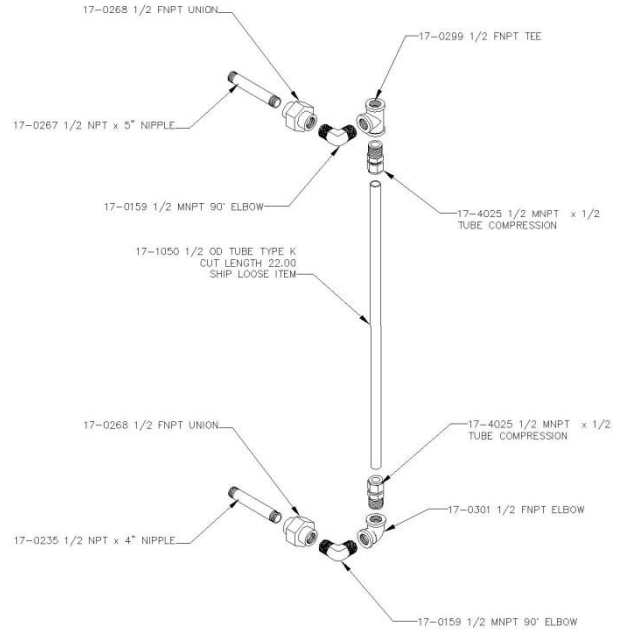 17-0268 1/2 FNPT UNION
17-0299 1/2 FNPT TEE
17-0267 1/2 NPT x 5" NIPPLE
17-0159 1/2 MNPT 90' ELBOW
17-4025 1/2 MNPT x 1/2
TUBE COMPRESSION
17-1050 1/2 OD TUBE TYPE K
CUT LENGTH 22.00
SHIP LOOSE ITEM
17-0268 1/2 FNPT UNION
17-4025 1/2 MNPT x 1/2
TUBE COMPRESSION
17-0301 1/2 FNPT ELBOW
17-0235 1/2 NPT x 4" NIPPLE
17-0159 1/2 MNPT 90' ELBOW